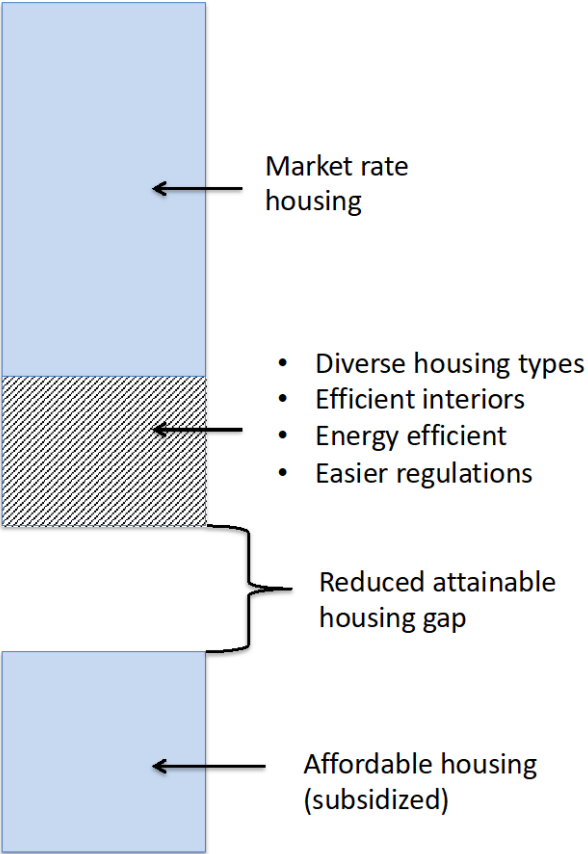 Market rate
housing
• Diverse housing types
• Efficient interiors
• Energy efficient
• Easier regulations
Reduced attainable
housing gap
Affordable housing
(subsidized)